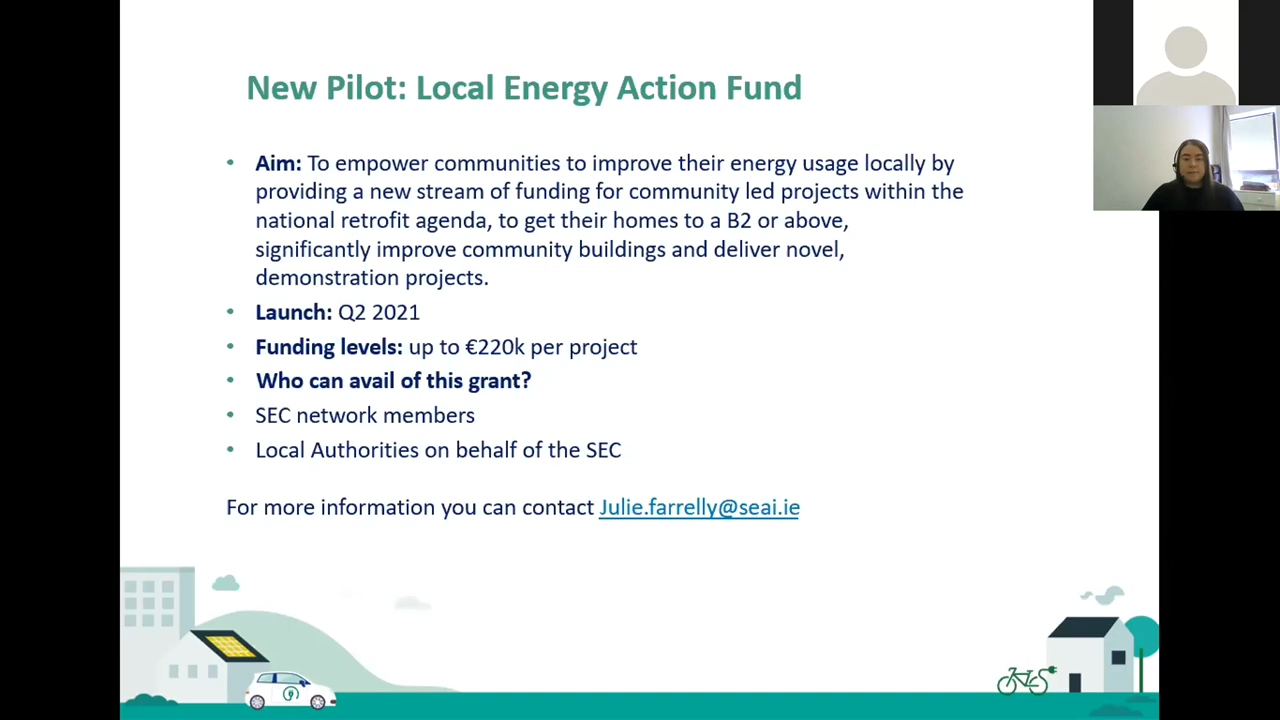 New Pilot: Local Energy Action Fund
• Aim: To empower communities to improve their energy usage locally by
providing a new stream of funding for community led projects within the
national retrofit agenda, to get their homes to a B2 or above,
significantly improve community buildings and deliver novel,
demonstration projects.
• Launch: Q2 2021
• Funding levels: up to €220k per project
• Who can avail of this grant?
• SEC network members
• Local Authorities on behalf of the SEC
For more information you can contact Julie.farrelly@seai.ie